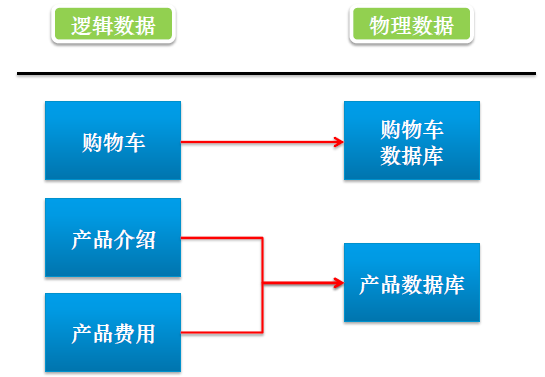 逻辑数据
物理数据
购物车
购物车
数据库
产品介绍
产品数据库
产品费用